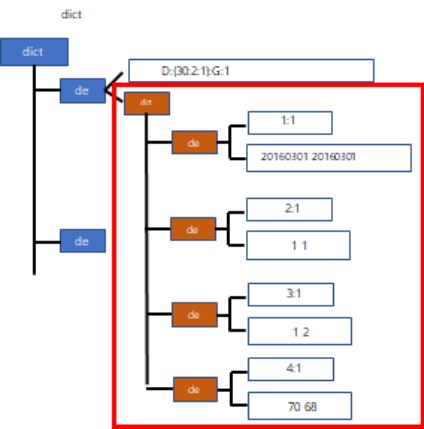 dict
dict
de
D:{30:2:1}:G:1
dict
de
1:1
20160301 20160301
de
2:1
1 1
de
de
3:1
1 2
de
4:1
70 68